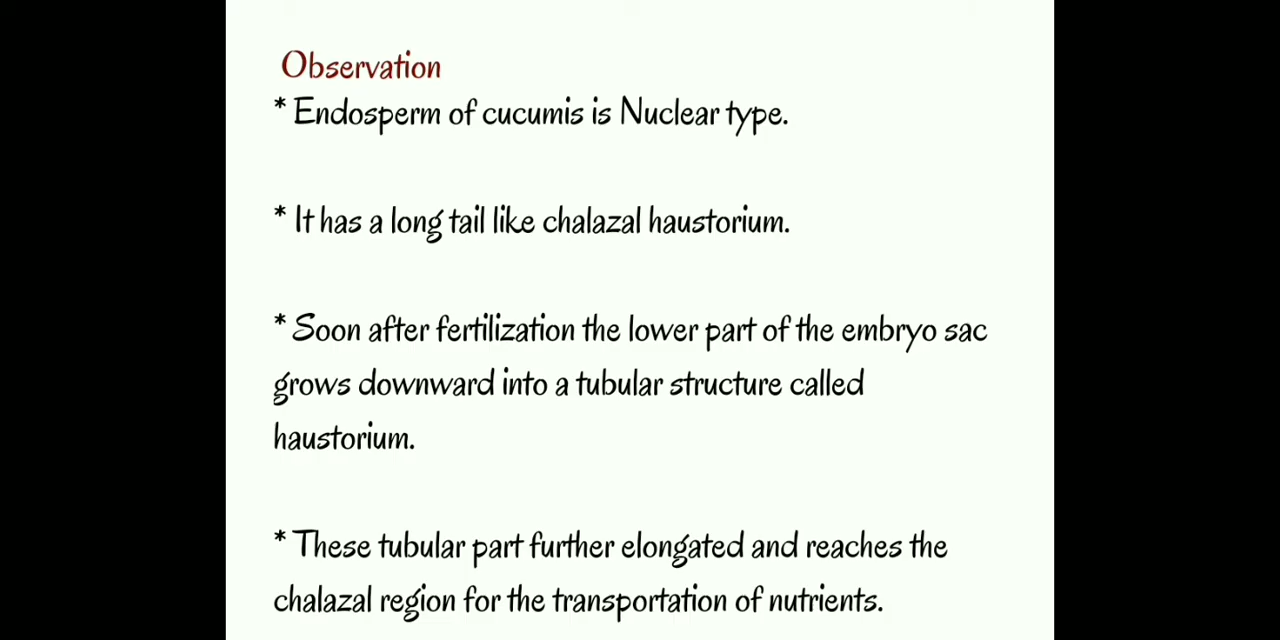 Observation
* Endosperm of cucumis is Nuclear type.
* It has a long tail like chalazal haustorium.
* Soon after fertilization the lower part of the embryo sac
grows downward into a tubular structure called
haustorium.
* These tubular part further elongated and reaches the
chalazal region for the transportation of nutrients.